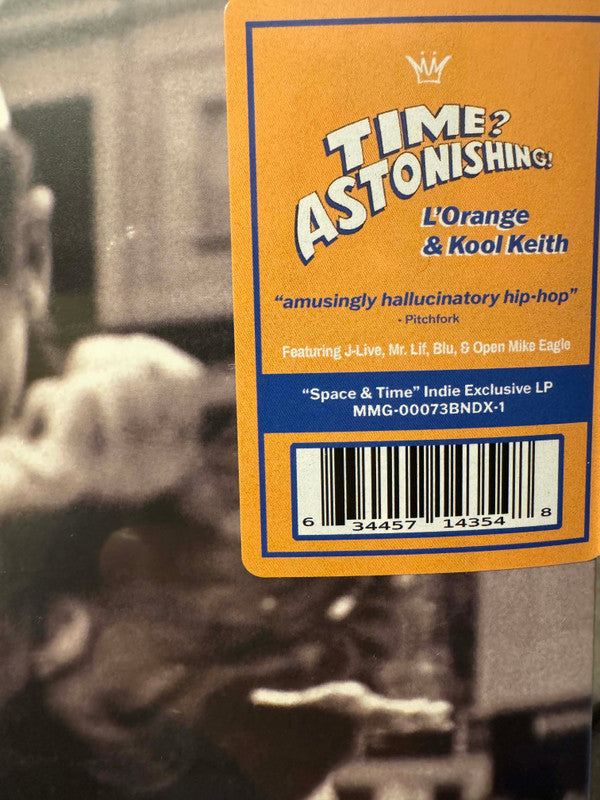 TIME?
ASTONISHING!
L'Orange
& Kool Keith
"amusingly hallucinatory hip-hop"
- Pitchfork
Featuring J-Live, Mr. Lif, Blu, & Open Mike Eagle
"Space & Time" Indie Exclusive LP
MMG-00073BNDX-1
6 34457 14354 8